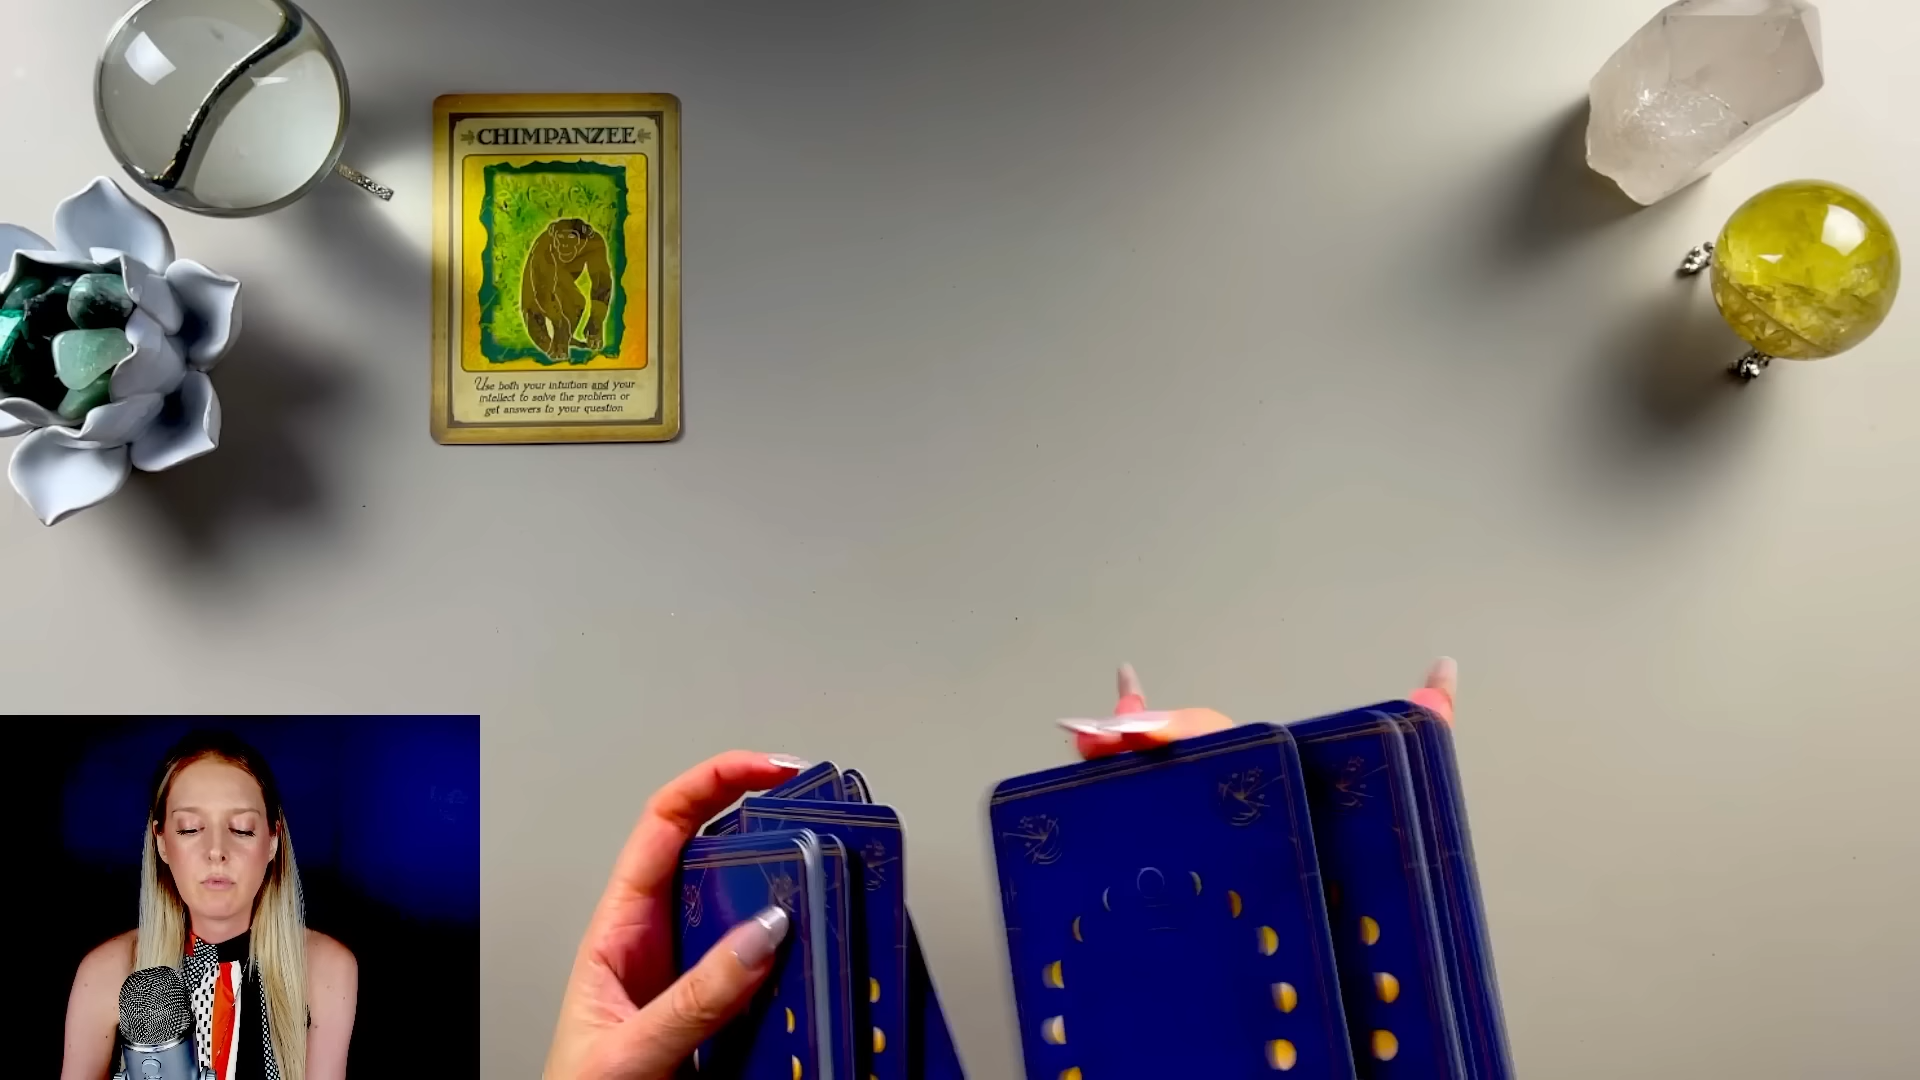 CHIMPANZEE
Use both your intuition and your
intellect to solve the problem or
get answers to your question